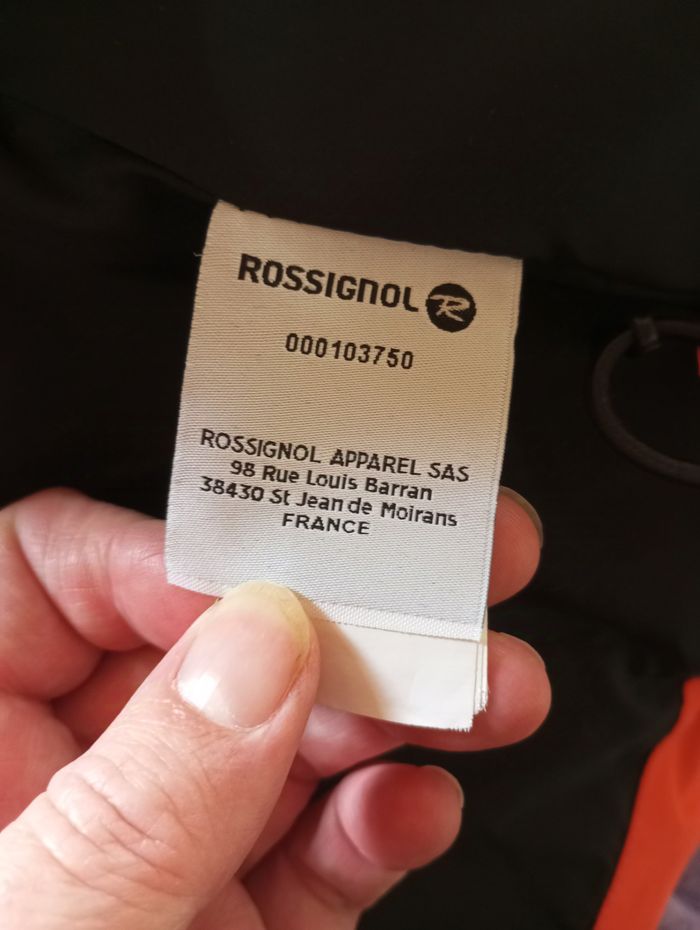 ROSSIGNOL R
000103750
ROSSIGNOL APPAREL SAS
98 Rue Louis Barran
38430 St Jean de Moirans
FRANCE